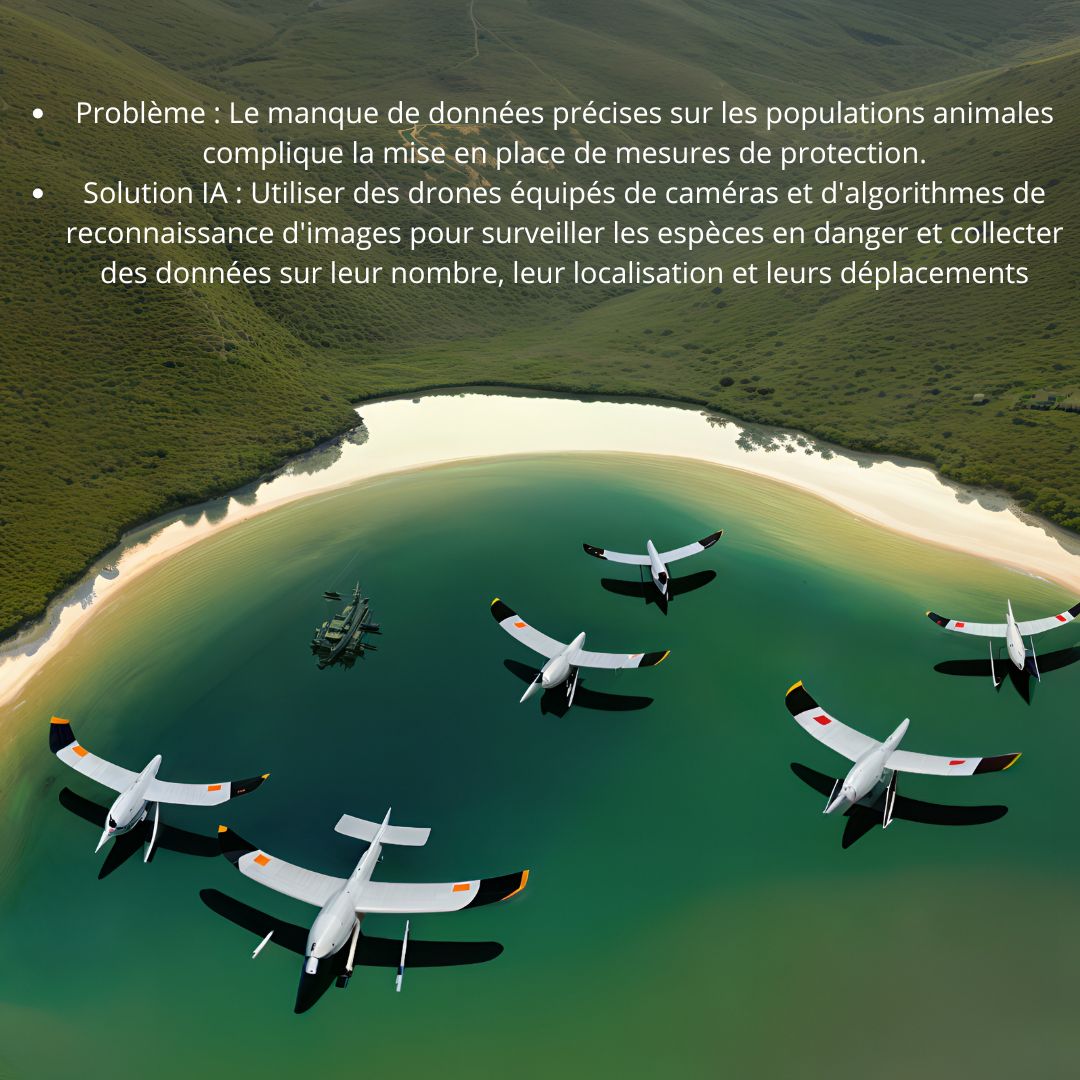 • Problème : Le manque de données précises sur les populations animales
complique la mise en place de mesures de protection.
• Solution IA : Utiliser des drones équipés de caméras et d'algorithmes de
reconnaissance d'images pour surveiller les espèces en danger et collecter
des données sur leur nombre, leur localisation et leurs déplacements